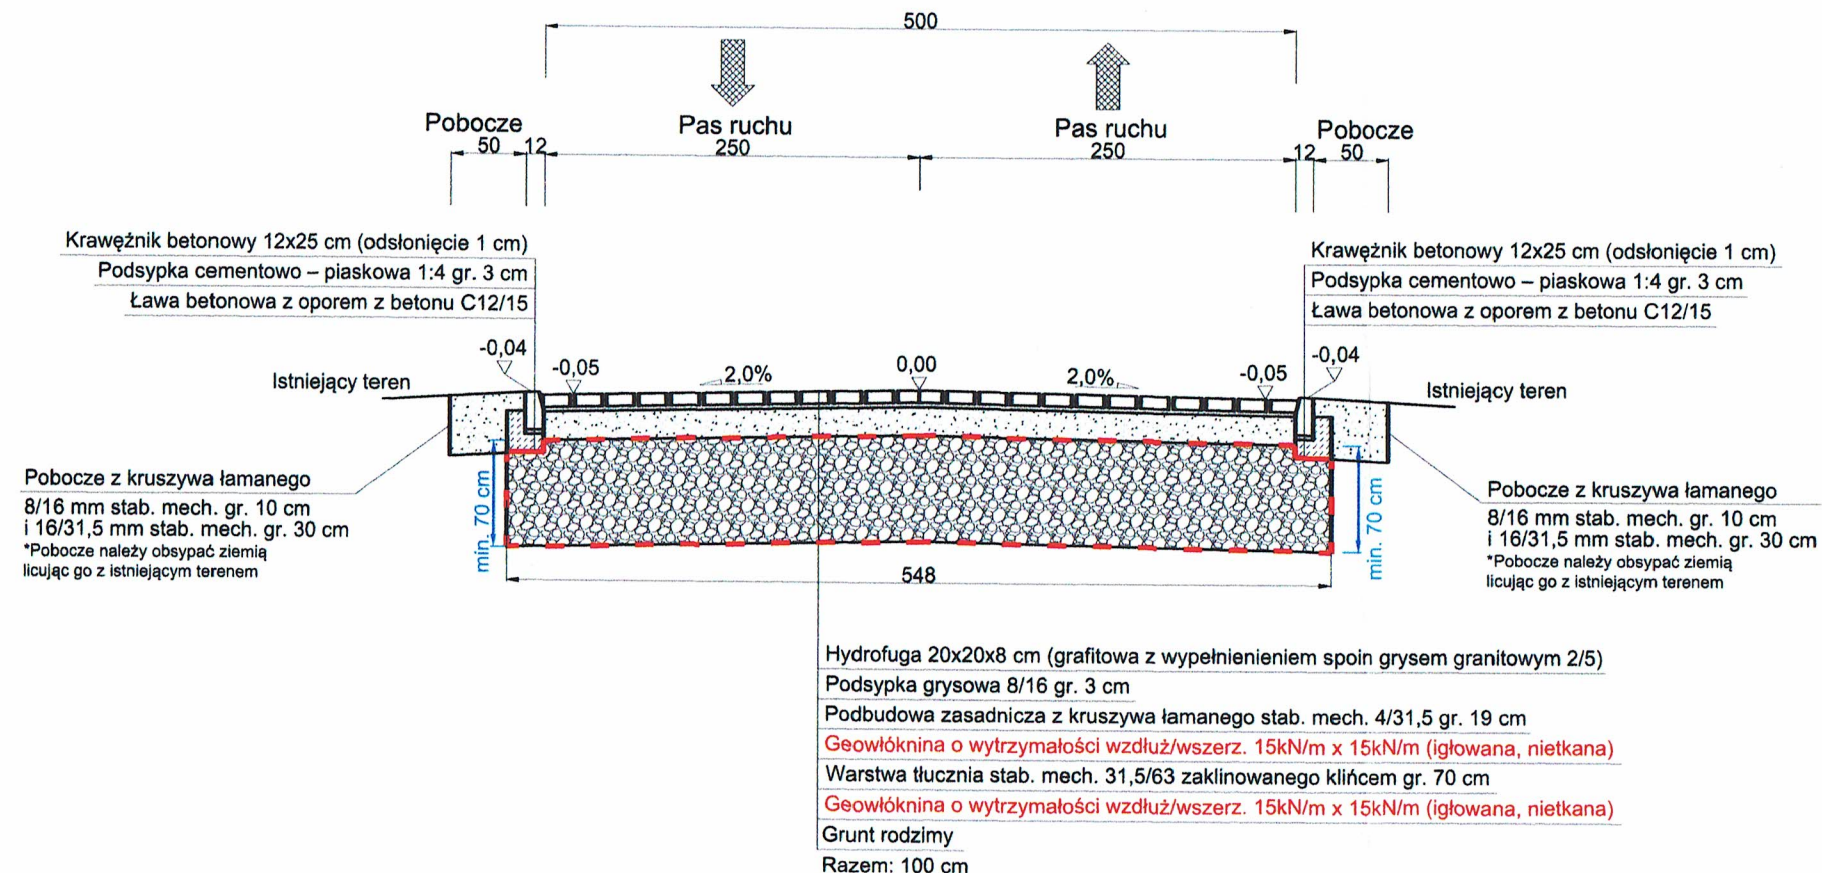 500
Pobocze
Pas ruchu
Pas ruchu
Pobocze
50 12 250 250 12 50
Krawężnik betonowy 12x25 cm (odsłonięcie 1 cm)
Podsypka cementowo – piaskowa 1:4 gr. 3 cm
Ława betonowa z oporem z betonu C12/15
Krawężnik betonowy 12x25 cm (odsłonięcie 1 cm)
Podsypka cementowo – piaskowa 1:4 gr. 3 cm
Ława betonowa z oporem z betonu C12/15
Istniejący teren
-0,04
-0,05
2,0%
0,00
2,0%
-0,05
-0,04
Istniejący teren
Pobocze z kruszywa łamanego
8/16 mm stab. mech. gr. 10 cm
i 16/31,5 mm stab. mech. gr. 30 cm
*Pobocze należy obsypać ziemią
licując go z istniejącym terenem
min. 70 cm
548
min. 70 cm
Pobocze z kruszywa łamanego
8/16 mm stab. mech. gr. 10 cm
i 16/31,5 mm stab. mech. gr. 30 cm
*Pobocze należy obsypać ziemią
licując go z istniejącym terenem
Hydrofuga 20x20x8 cm (grafitowa z wypełnienieniem spoin grysem granitowym 2/5)
Podsypka grysowa 8/16 gr. 3 cm
Podbudowa zasadnicza z kruszywa łamanego stab. mech. 4/31,5 gr. 19 cm
Geowłóknina o wytrzymałości wzdłuż/wszerz. 15kN/m x 15kN/m (igłowana, nietkana)
Warstwa tłucznia stab. mech. 31,5/63 zaklinowanego klińcem gr. 70 cm
Geowłóknina o wytrzymałości wzdłuż/wszerz. 15kN/m x 15kN/m (igłowana, nietkana)
Grunt rodzimy
Razem: 100 cm